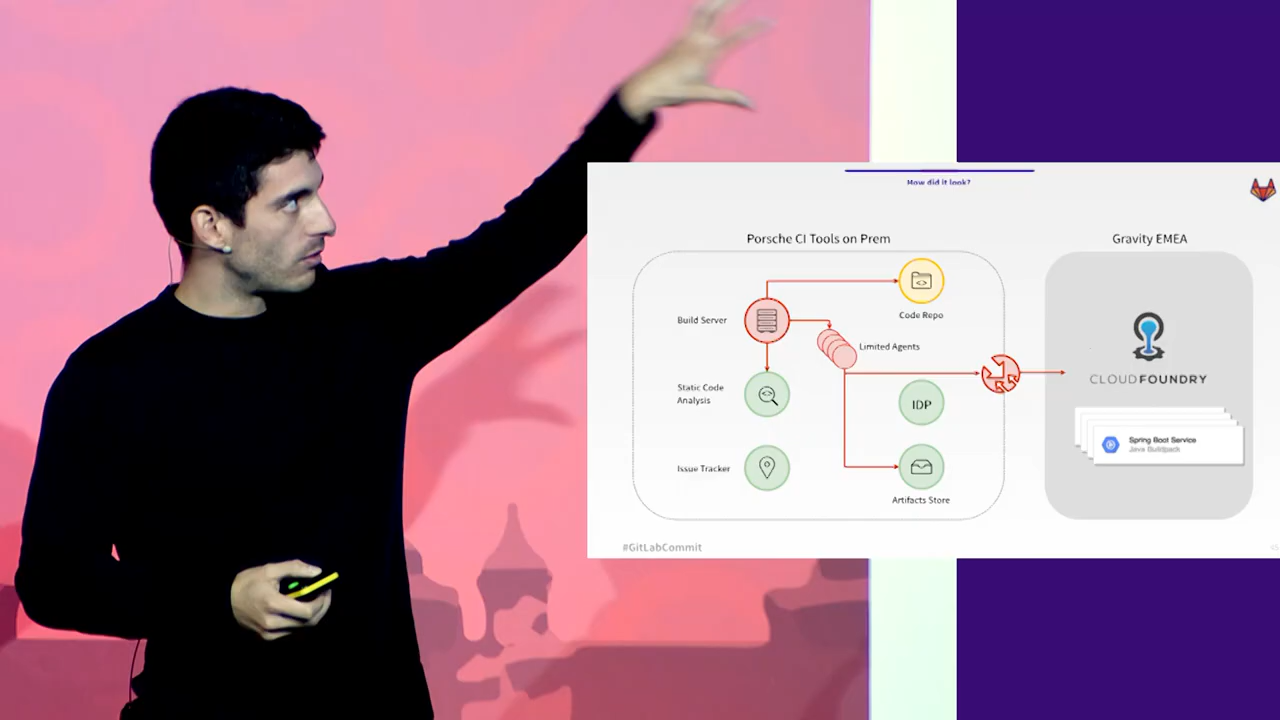 How did it look?
Porsche CI Tools on Prem
Gravity EMEA
Code Repo
Build Server
Limited Agents
Static Code
Analysis
IDP
CLOUDFOUNDRY
Spring Boot Service
Java Buildpack
Issue Tracker
Artifacts Store
#GitLabCommit